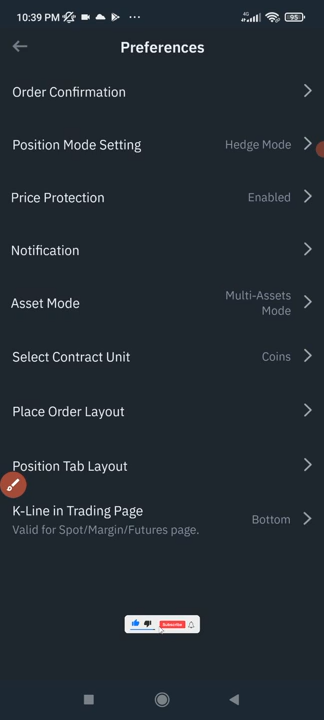 10:39 PM 4G 95
Preferences
Order Confirmation
Position Mode Setting Hedge Mode
Price Protection Enabled
Notification
Asset Mode Multi-Assets
Mode
Select Contract Unit Coins
Place Order Layout
Position Tab Layout
K-Line in Trading Page Bottom
Valid for Spot/Margin/Futures page.
Subscribe